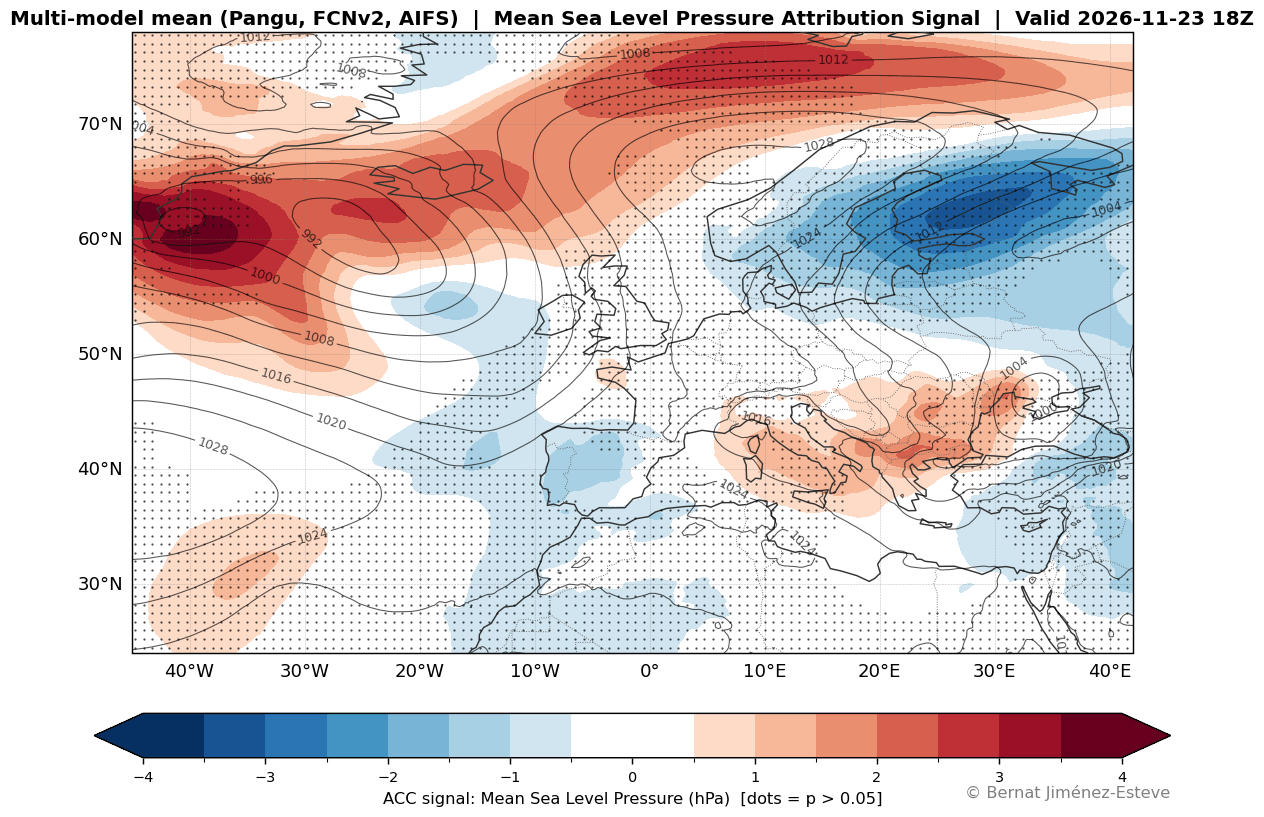 Multi-model mean (Pangu, FCNv2, AIFS) | Mean Sea Level Pressure Attribution Signal | Valid 2026-11-23 18Z
1012
1008
1008
1012
70°N
1028
996
1004
60°N
992
1024
1012
1000
50°N
1008
1004
1016
1000
1020
1016
1028
40°N
1020
1024
1024
1024
30°N
40°W 30°W 20°W 10°W 0° 10°E 20°E 30°E 40°E
−4 −3 −2 −1 0 1 2 3 4
ACC signal: Mean Sea Level Pressure (hPa) [dots = p > 0.05]
© Bernat Jiménez-Esteve